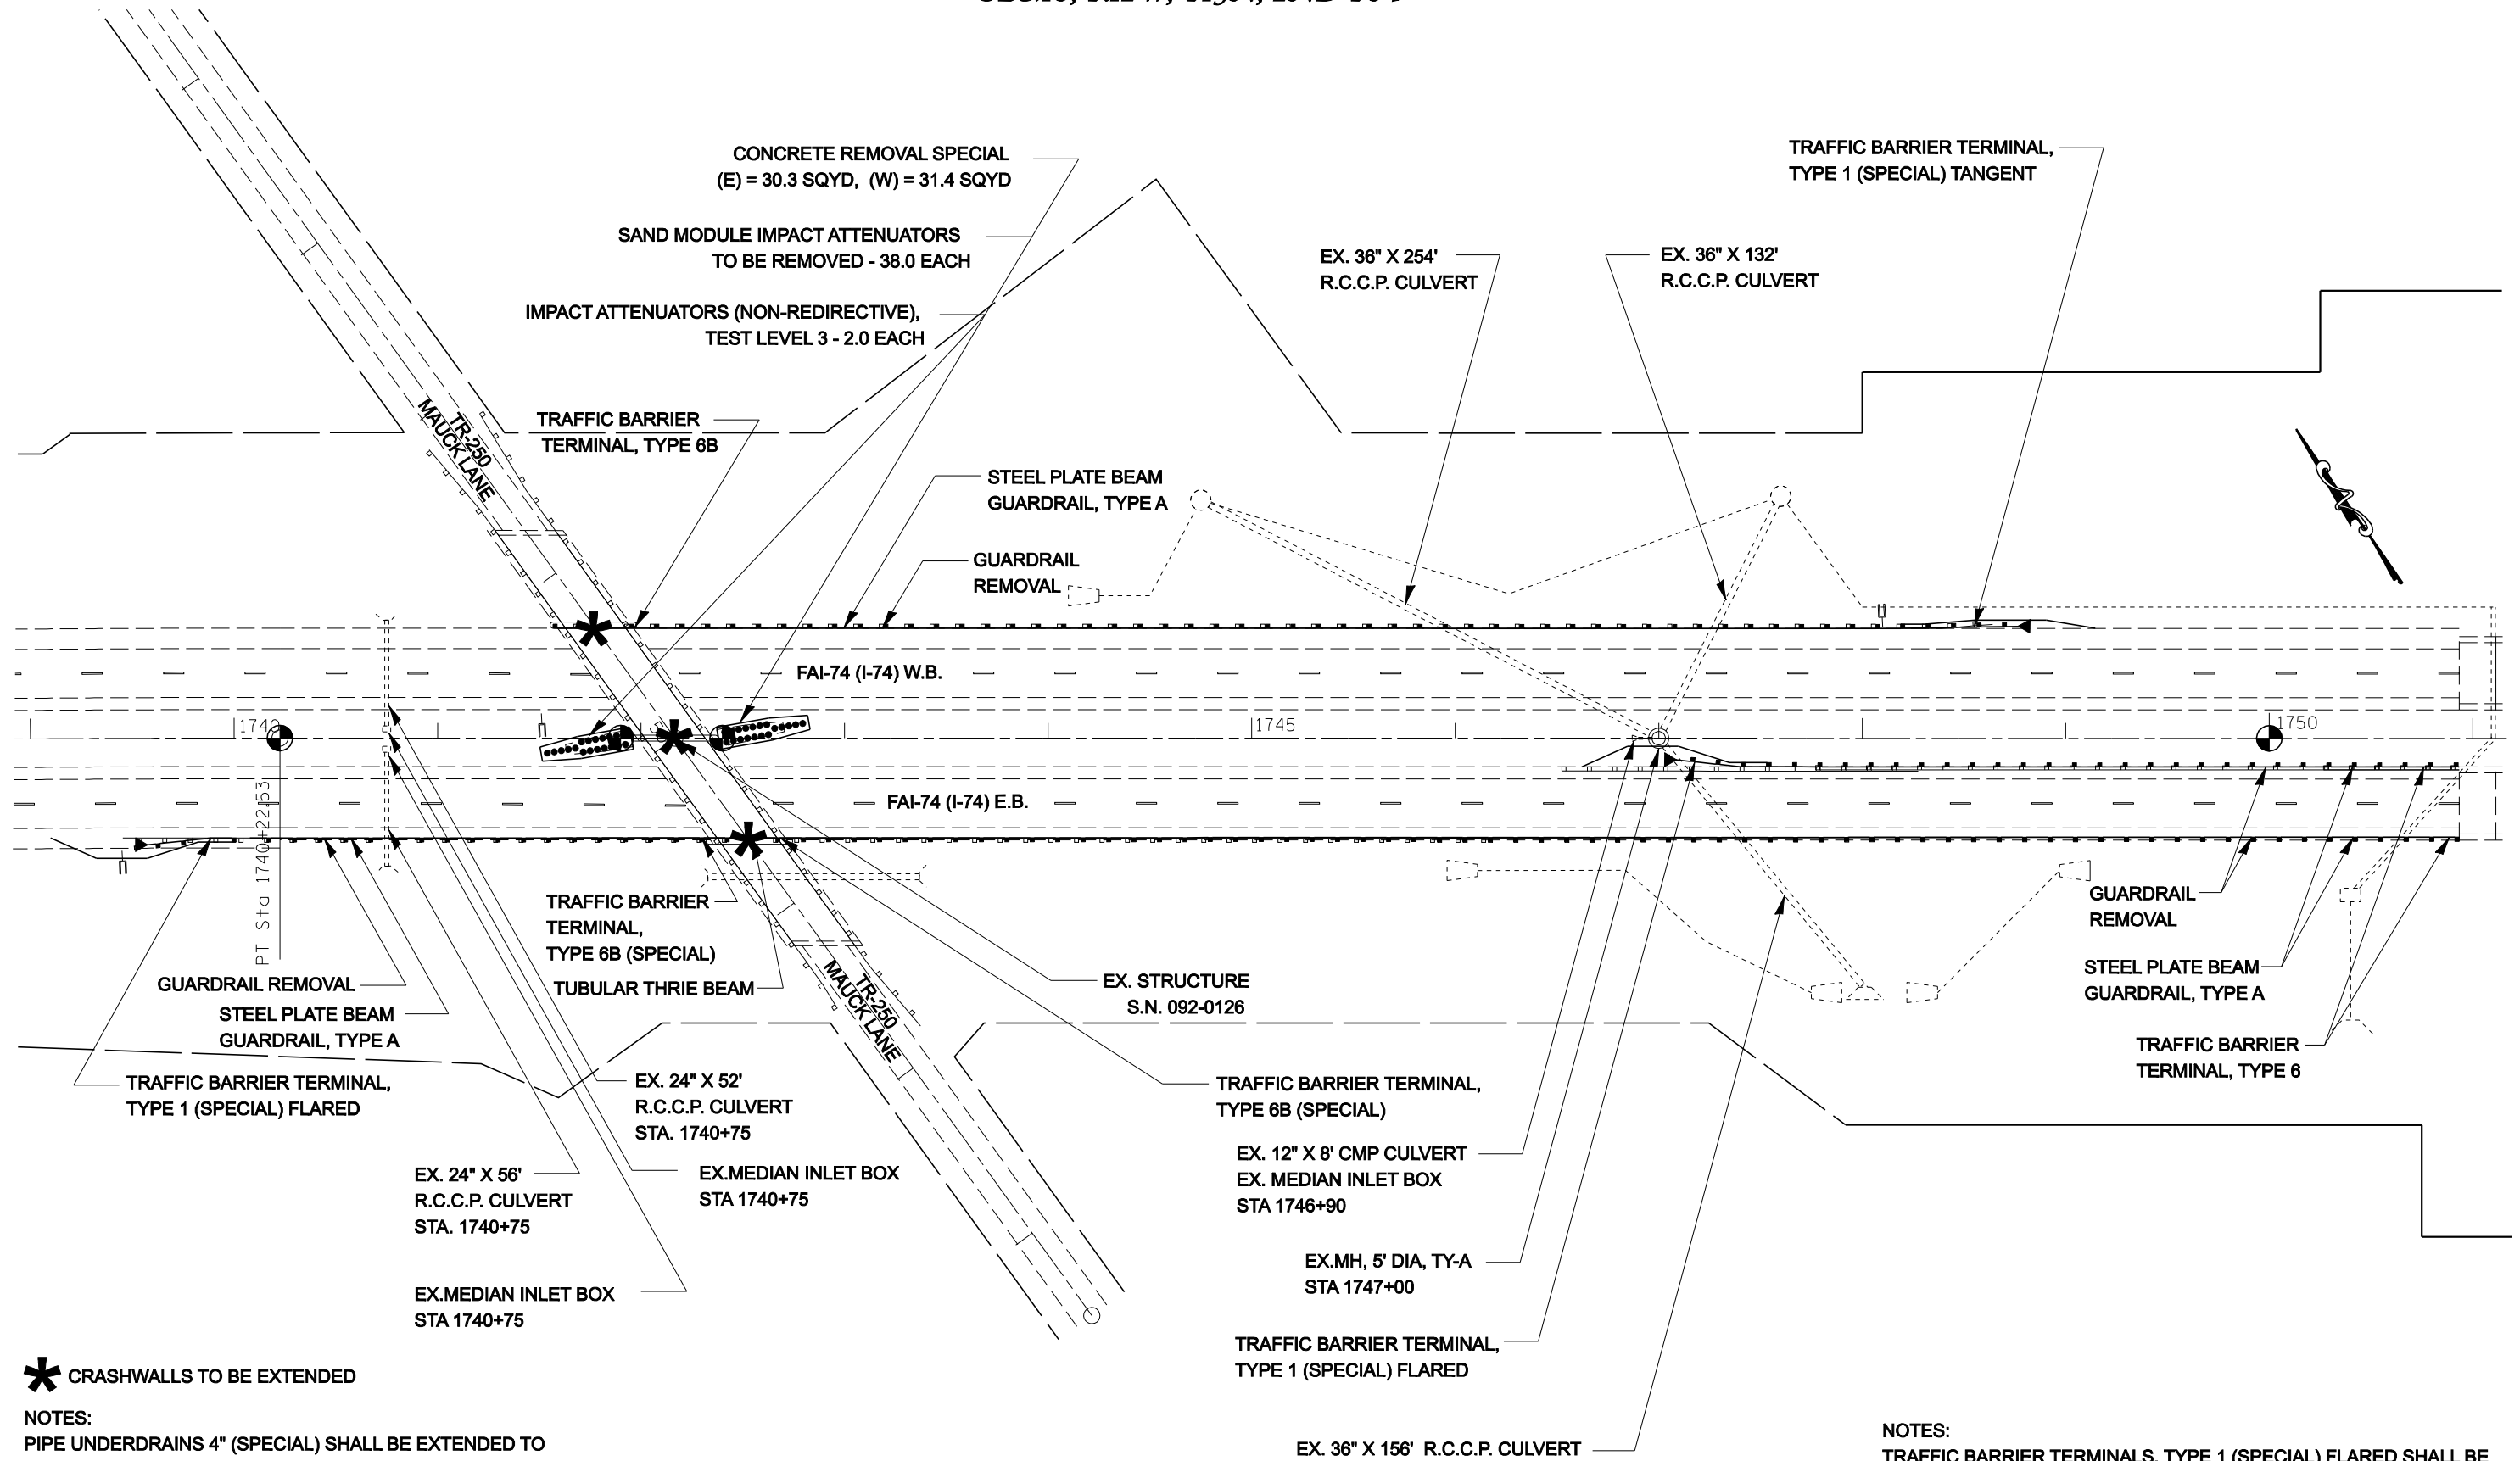 CONCRETE REMOVAL SPECIAL
(E) = 30.3 SQYD, (W) = 31.4 SQYD
SAND MODULE IMPACT ATTENUATORS
TO BE REMOVED - 38.0 EACH
IMPACT ATTENUATORS (NON-REDIRECTIVE),
TEST LEVEL 3 - 2.0 EACH
TRAFFIC BARRIER
TERMINAL, TYPE 6B
STEEL PLATE BEAM
GUARDRAIL, TYPE A
GUARDRAIL
REMOVAL
EX. 36" X 254'
R.C.C.P. CULVERT
EX. 36" X 132'
R.C.C.P. CULVERT
TRAFFIC BARRIER TERMINAL,
TYPE 1 (SPECIAL) TANGENT
TR-250
MAUCK LANE
FAI-74 (I-74) W.B.
1740
1745
1750
FAI-74 (I-74) E.B.
PT Sta 1740+22.53
TRAFFIC BARRIER
TERMINAL,
TYPE 6B (SPECIAL)
TUBULAR THRIE BEAM
GUARDRAIL REMOVAL
STEEL PLATE BEAM
GUARDRAIL, TYPE A
TRAFFIC BARRIER TERMINAL,
TYPE 1 (SPECIAL) FLARED
TR-250
MAUCK LANE
EX. STRUCTURE
S.N. 092-0126
GUARDRAIL
REMOVAL
STEEL PLATE BEAM
GUARDRAIL, TYPE A
TRAFFIC BARRIER
TERMINAL, TYPE 6
EX. 24" X 52'
R.C.C.P. CULVERT
STA. 1740+75
EX. 24" X 56'
R.C.C.P. CULVERT
STA. 1740+75
EX.MEDIAN INLET BOX
STA 1740+75
EX.MEDIAN INLET BOX
STA 1740+75
TRAFFIC BARRIER TERMINAL,
TYPE 6B (SPECIAL)
EX. 12" X 8' CMP CULVERT
EX. MEDIAN INLET BOX
STA 1746+90
EX.MH, 5' DIA, TY-A
STA 1747+00
TRAFFIC BARRIER TERMINAL,
TYPE 1 (SPECIAL) FLARED
EX. 36" X 156' R.C.C.P. CULVERT
* CRASHWALLS TO BE EXTENDED
NOTES:
PIPE UNDERDRAINS 4" (SPECIAL) SHALL BE EXTENDED TO
NOTES:
TRAFFIC BARRIER TERMINALS, TYPE 1 (SPECIAL) FLARED SHALL BE